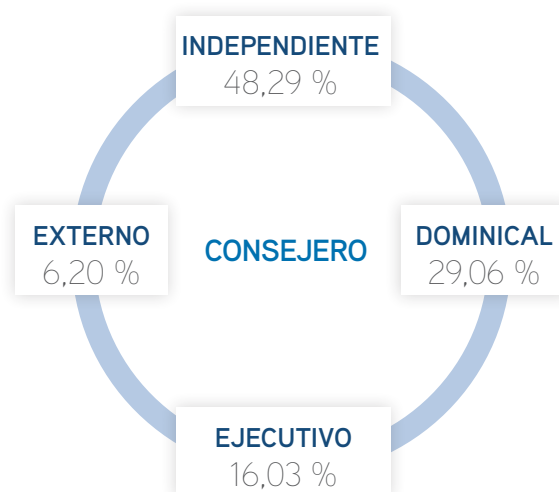 INDEPENDIENTE
48,29 %
EXTERNO
6,20 %
CONSEJERO
DOMINICAL
29,06 %
EJECUTIVO
16,03 %